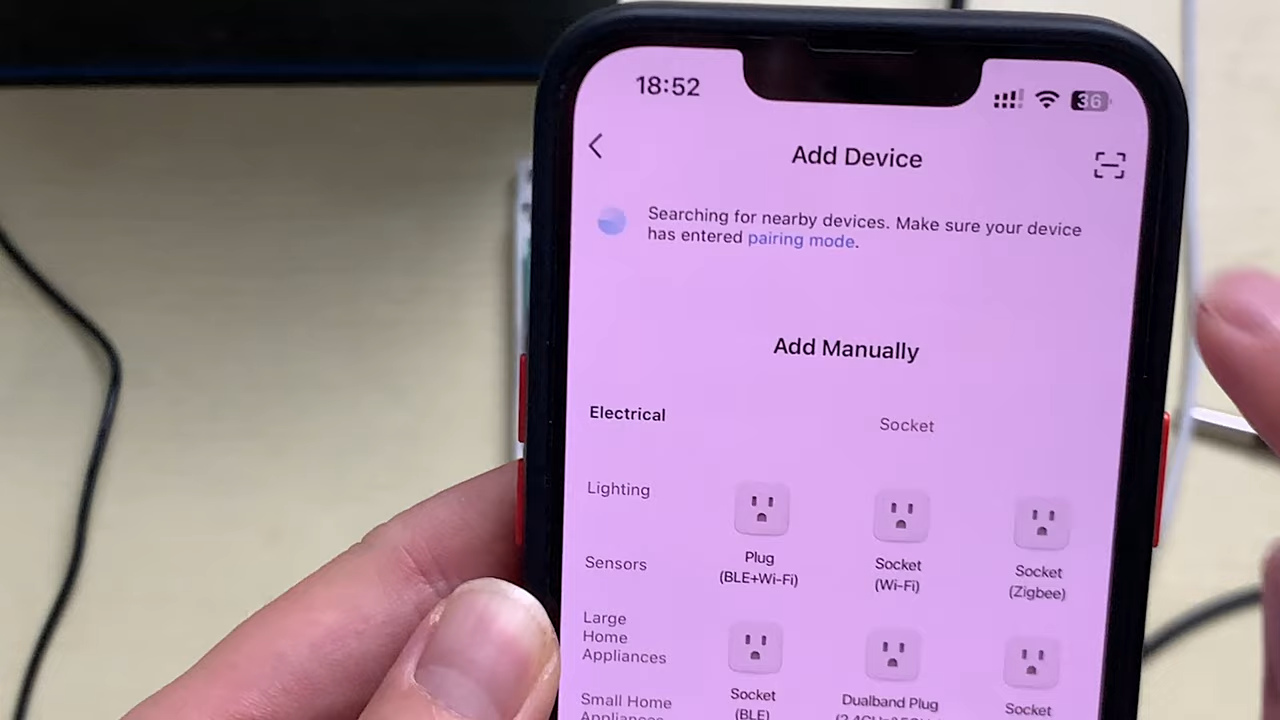 18:52
36
Add Device
Searching for nearby devices. Make sure your device
has entered pairing mode.
Add Manually
Electrical
Socket
Lighting
Plug
(BLE+Wi-Fi)
Socket
(Wi-Fi)
Socket
(Zigbee)
Sensors
Large
Home
Appliances
Socket
(BLE)
Dualband Plug
Socket
Small Home
Appliances